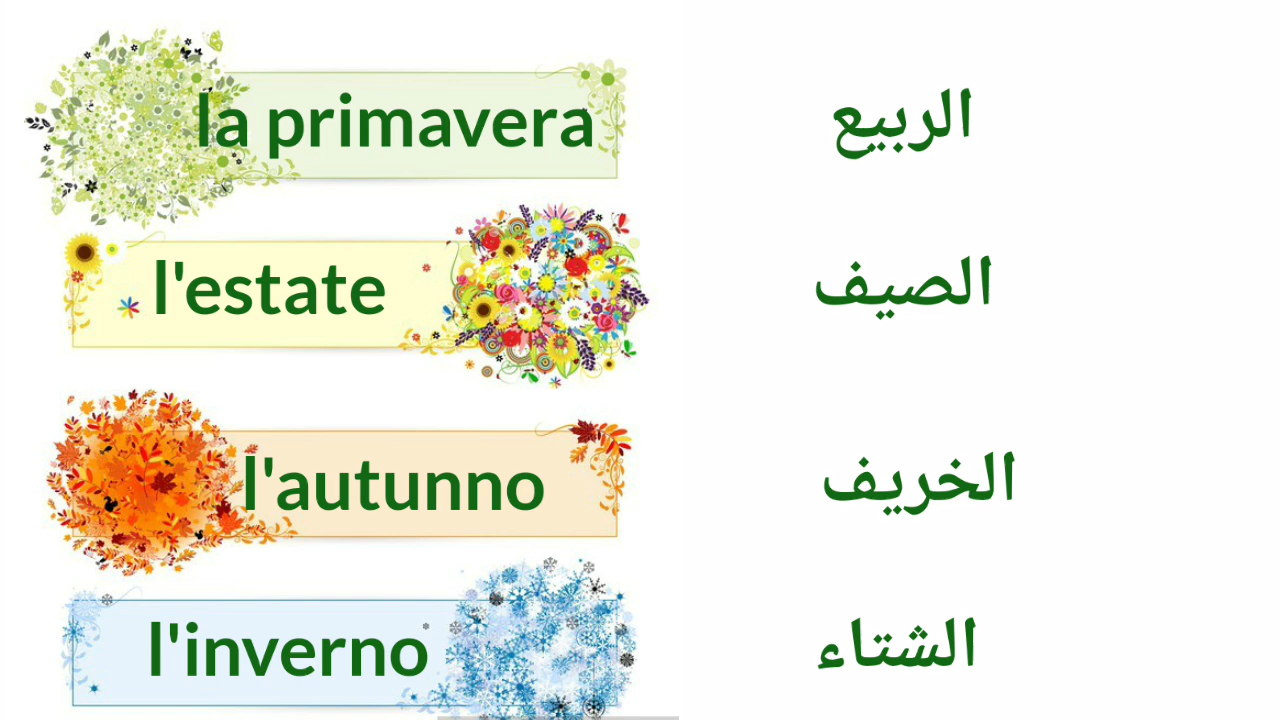 la primavera
الربيع
l'estate
الصيف
l'autunno
الخريف
l'inverno
الشتاء